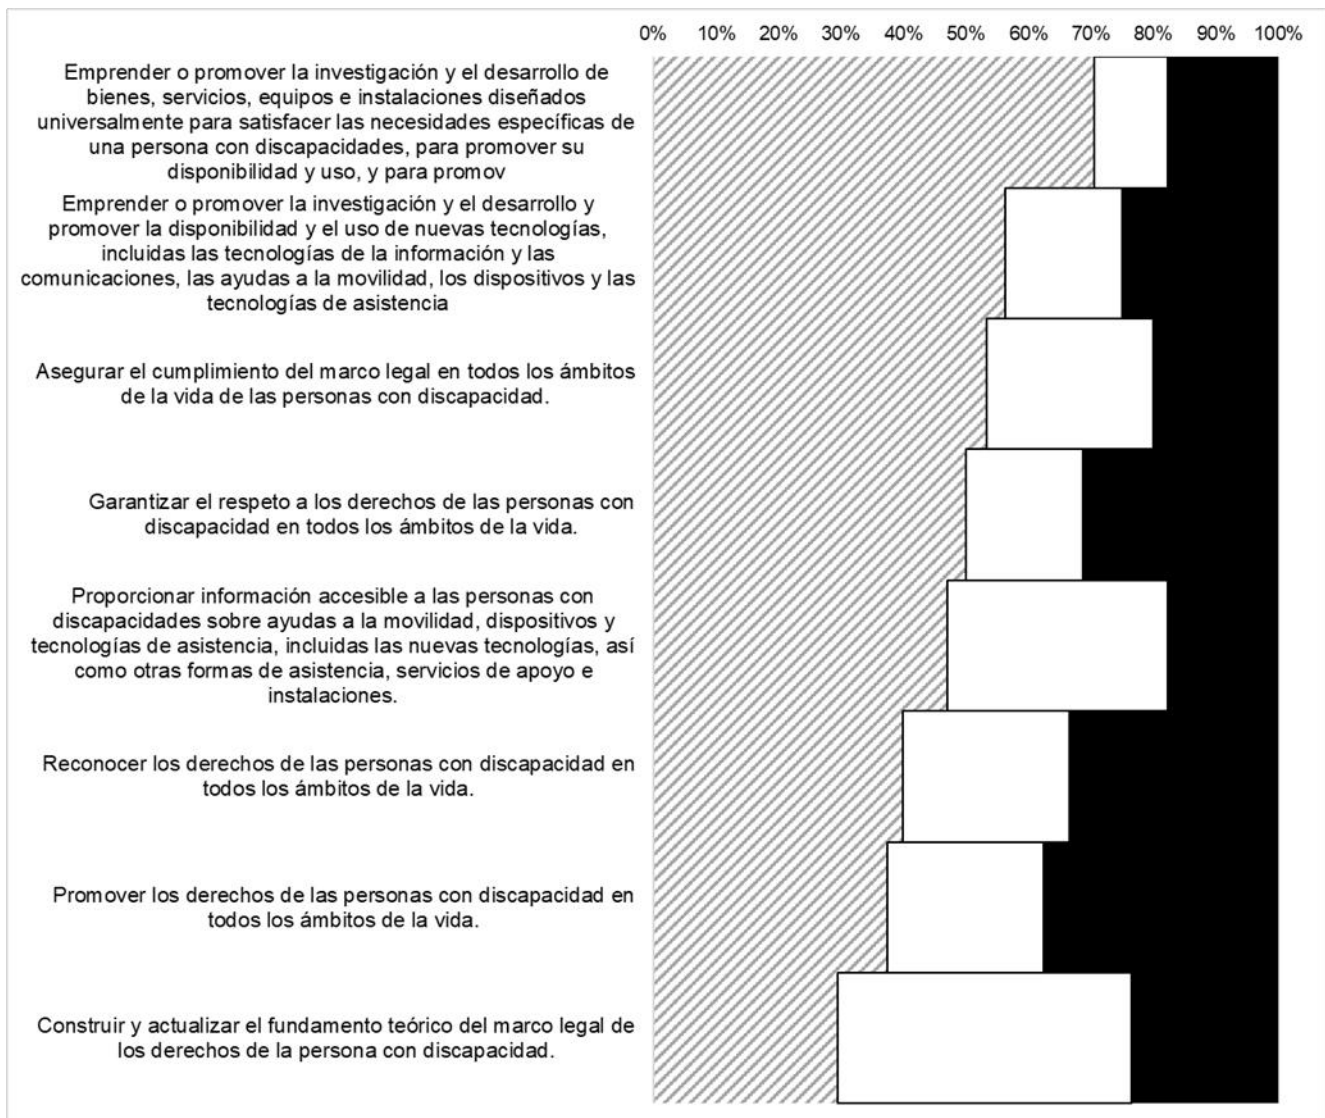 0% 10% 20% 30% 40% 50% 60% 70% 80% 90% 100%
Emprender o promover la investigación y el desarrollo de
bienes, servicios, equipos e instalaciones diseñados
universalmente para satisfacer las necesidades específicas de
una persona con discapacidades, para promover su
disponibilidad y uso, y para promov
Emprender o promover la investigación y el desarrollo y
promover la disponibilidad y el uso de nuevas tecnologías,
incluidas las tecnologías de la información y las
comunicaciones, las ayudas a la movilidad, los dispositivos y las
tecnologías de asistencia
Asegurar el cumplimiento del marco legal en todos los ámbitos
de la vida de las personas con discapacidad.
Garantizar el respeto a los derechos de las personas con
discapacidad en todos los ámbitos de la vida.
Proporcionar información accesible a las personas con
discapacidades sobre ayudas a la movilidad, dispositivos y
tecnologías de asistencia, incluidas las nuevas tecnologías, así
como otras formas de asistencia, servicios de apoyo e
instalaciones.
Reconocer los derechos de las personas con discapacidad en
todos los ámbitos de la vida.
Promover los derechos de las personas con discapacidad en
todos los ámbitos de la vida.
Construir y actualizar el fundamento teórico del marco legal de
los derechos de la persona con discapacidad.